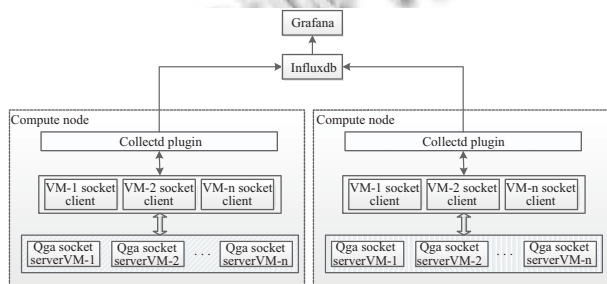 Grafana
Influxdb
Compute node
Collectd plugin
VM-1 socket client
VM-2 socket client
VM-n socket client
Qga socket serverVM-1
Qga socket serverVM-2
· · ·
Qga socket serverVM-n
Compute node
Collectd plugin
VM-1 socket client
VM-2 socket client
VM-n socket client
Qga socket serverVM-1
Qga socket serverVM-2
· · ·
Qga socket serverVM-n